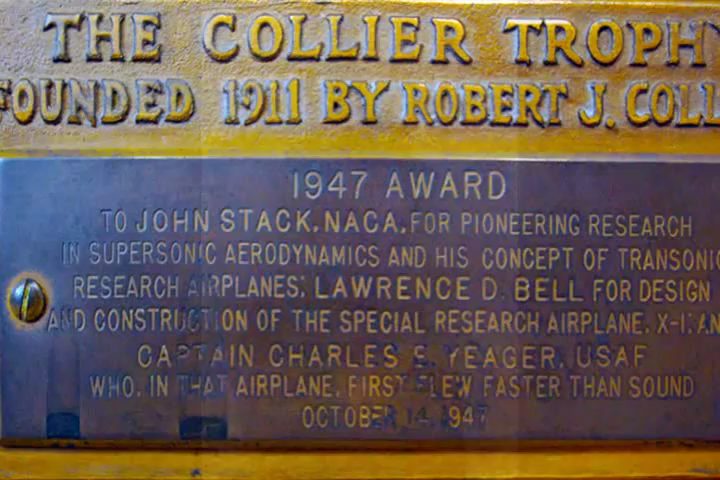 THE COLLIER TROPHY
FOUNDED 1911 BY ROBERT J. COLL
1947 AWARD
TO JOHN STACK, NACA, FOR PIONEERING RESEARCH
IN SUPERSONIC AERODYNAMICS AND HIS CONCEPT OF TRANSONIC
RESEARCH AIRPLANES; LAWRENCE D. BELL FOR DESIGN
AND CONSTRUCTION OF THE SPECIAL RESEARCH AIRPLANE, X-1; AN
CAPTAIN CHARLES E. YEAGER, USAF
WHO, IN THAT AIRPLANE, FIRST FLEW FASTER THAN SOUND
OCTOBER 14, 1947